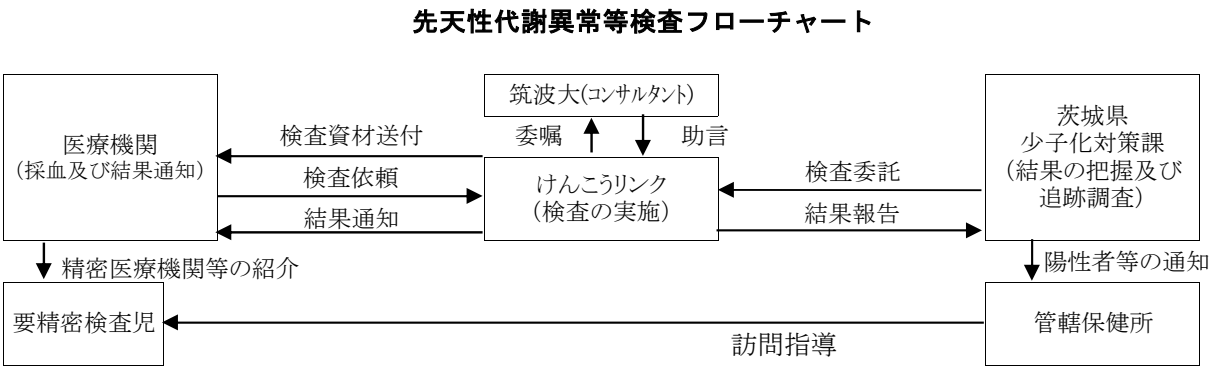 先天性代謝異常等検査フローチャート
医療機関
（採血及び結果通知）
検査資材送付
検査依頼
結果通知
筑波大(コンサルタント)
委嘱
助言
けんこうリンク
（検査の実施）
検査委託
結果報告
茨城県
少子化対策課
（結果の把握及び
追跡調査）
精密医療機関等の紹介
陽性者等の通知
要精密検査児
訪問指導
管轄保健所